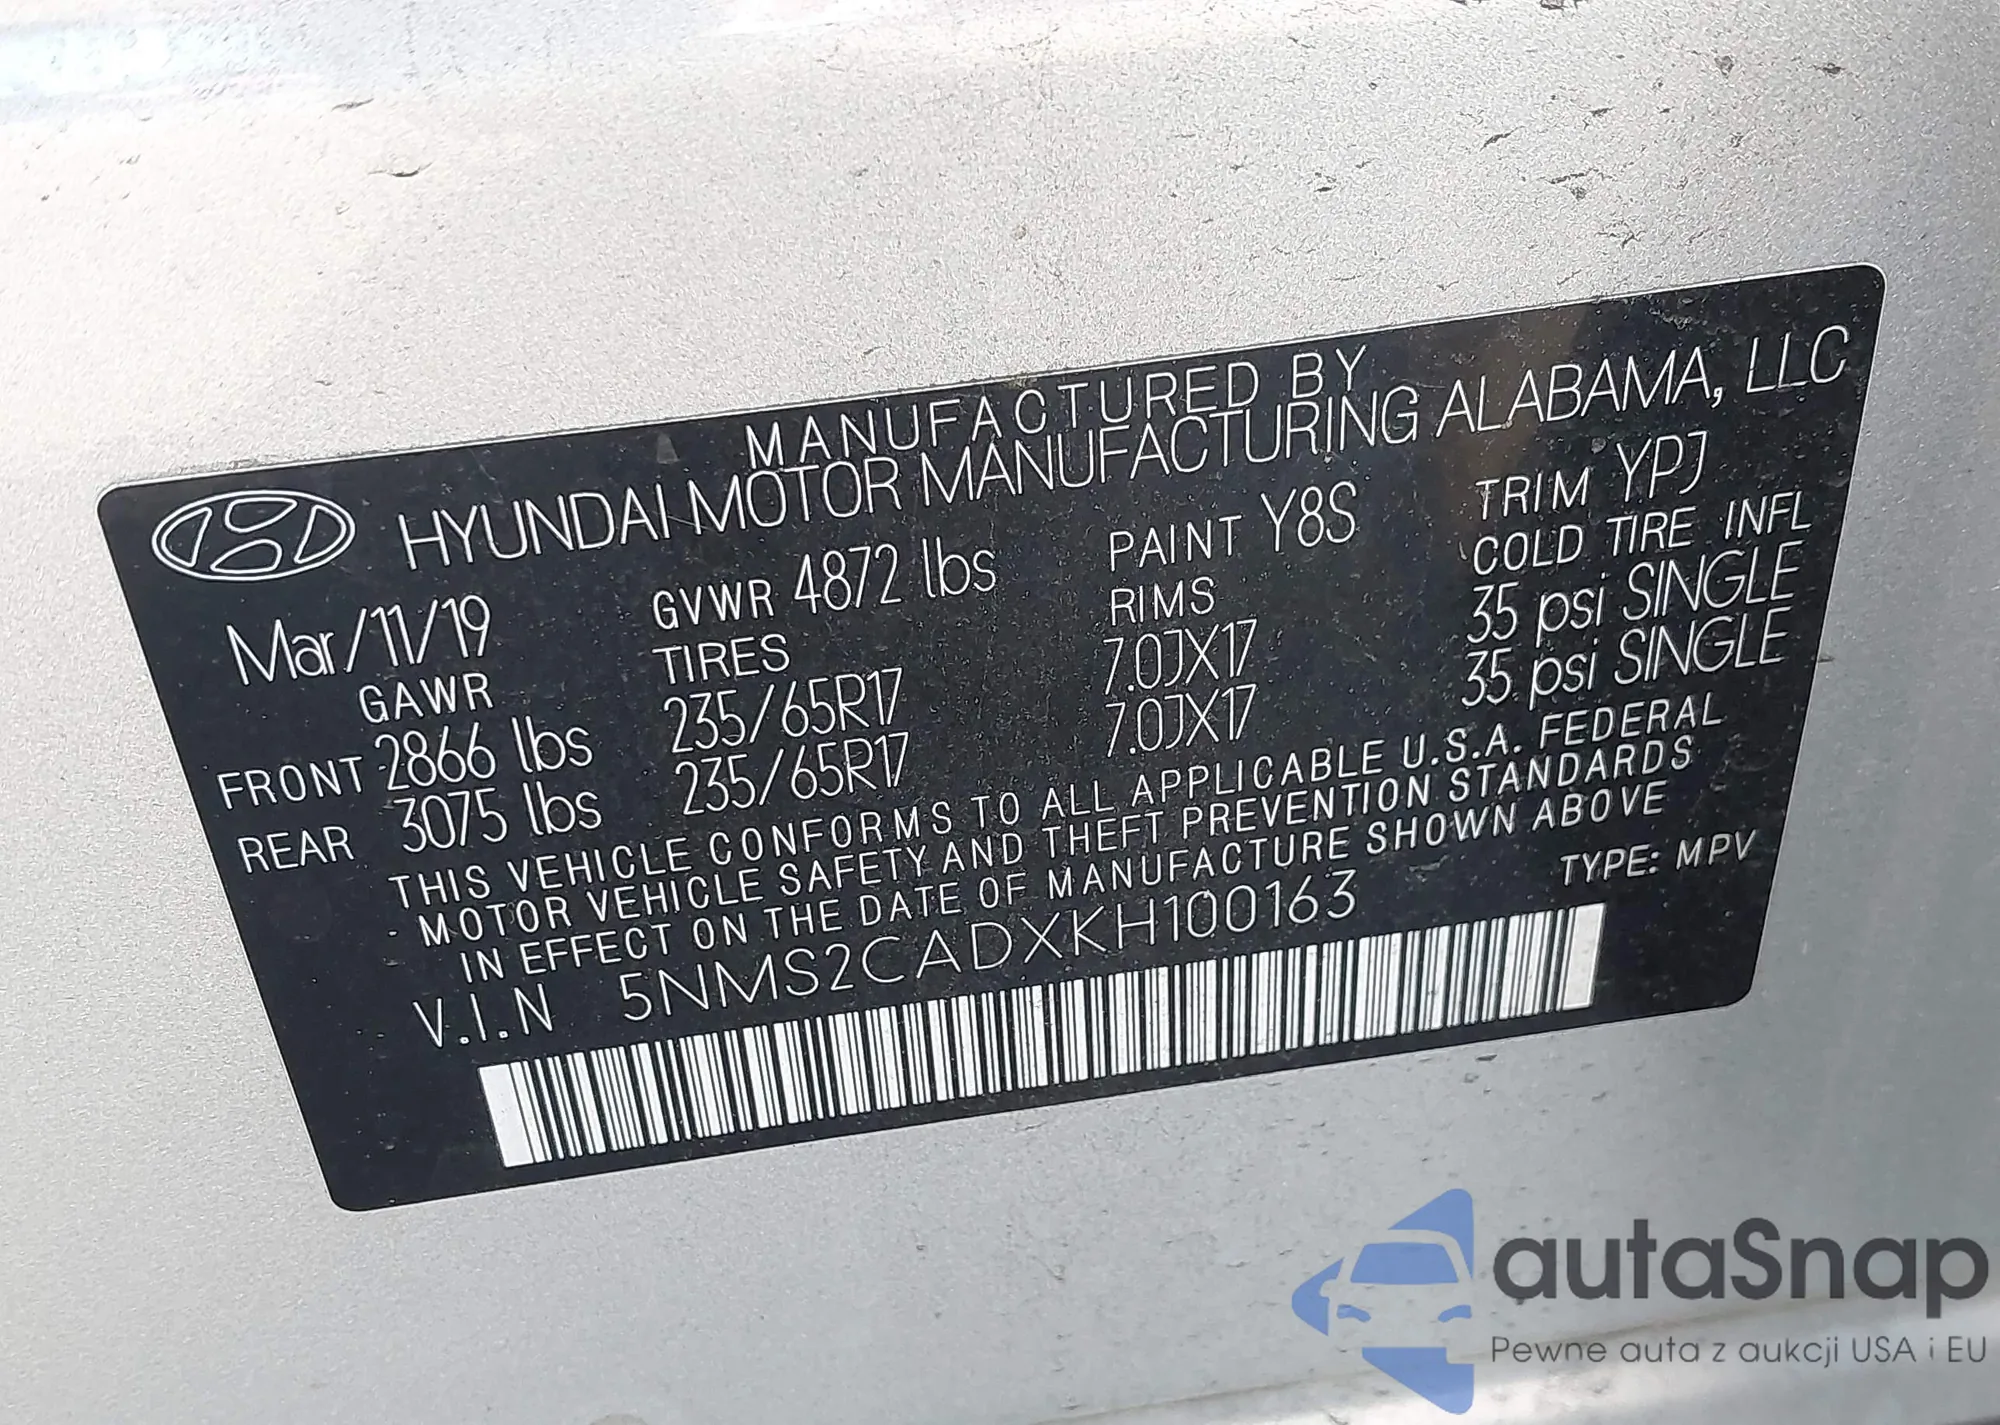 MANUFACTURED BY
HYUNDAI MOTOR MANUFACTURING ALABAMA, LLC
Mar/11/19 GVWR 4872 lbs PAINT Y8S TRIM YPJ
GAWR TIRES RIMS COLD TIRE INFL
FRONT 2866 lbs 235/65R17 7.0JX17 35 psi SINGLE
REAR 3075 lbs 235/65R17 7.0JX17 35 psi SINGLE
THIS VEHICLE CONFORMS TO ALL APPLICABLE U.S.A. FEDERAL
MOTOR VEHICLE SAFETY AND THEFT PREVENTION STANDARDS
IN EFFECT ON THE DATE OF MANUFACTURE SHOWN ABOVE
V.I.N 5NMS2CADXKH100163 TYPE: MPV
autaSnap
Pewne auta z aukcji USA i EU